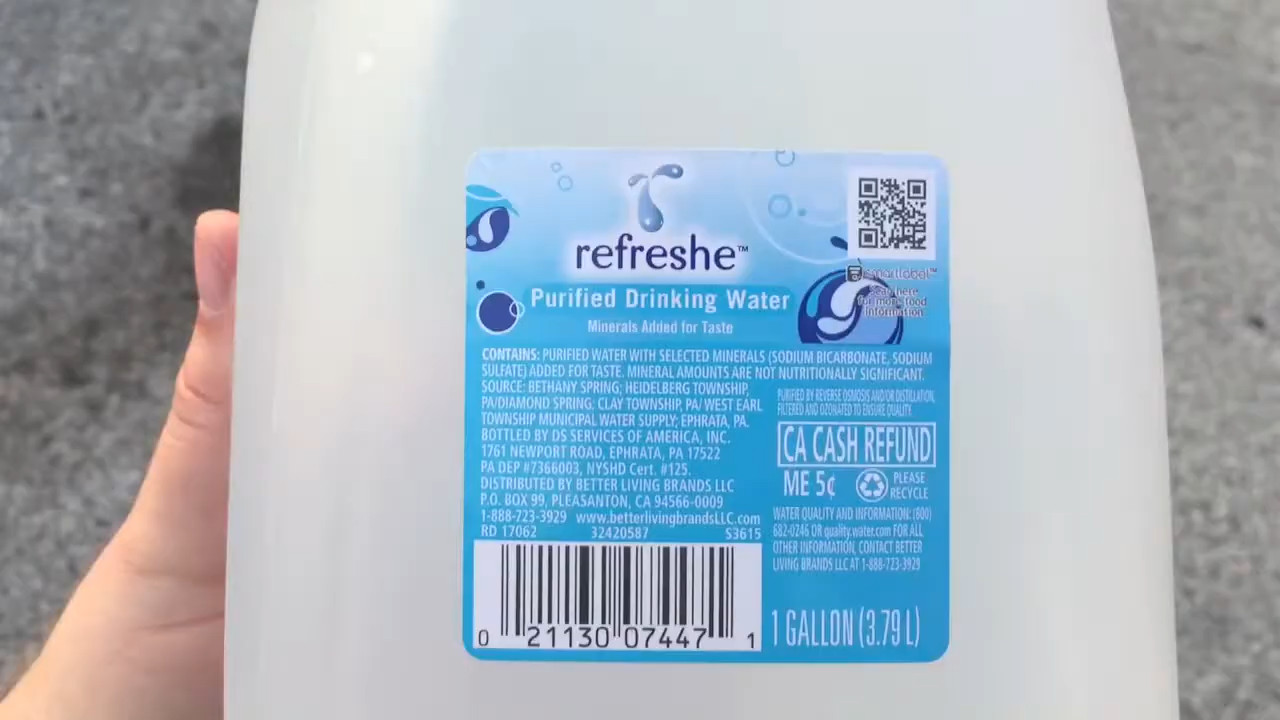 refreshe™
Purified Drinking Water
Minerals Added for Taste
smartlabel™
Scan here
for more food
information
CONTAINS: PURIFIED WATER WITH SELECTED MINERALS (SODIUM BICARBONATE, SODIUM
SULFATE) ADDED FOR TASTE. MINERAL AMOUNTS ARE NOT NUTRITIONALLY SIGNIFICANT.
SOURCE: BETHANY SPRING; HEIDELBERG TOWNSHIP,
PA/DIAMOND SPRING: CLAY TOWNSHIP, PA/ WEST EARL
TOWNSHIP MUNICIPAL WATER SUPPLY; EPHRATA, PA.
BOTTLED BY DS SERVICES OF AMERICA, INC.
1761 NEWPORT ROAD, EPHRATA, PA 17522
PA DEP #7366003, NYSHD Cert. #125.
DISTRIBUTED BY BETTER LIVING BRANDS LLC
P.O. BOX 99, PLEASANTON, CA 94566-0009
1-888-723-3929 www.betterlivingbrandsLLC.com
RD 17062 32420587 S3615
PURIFIED BY REVERSE OSMOSIS AND/OR DISTILLATION,
FILTERED AND OZONATED TO ENSURE QUALITY.
CA CASH REFUND
ME 5¢
PLEASE
RECYCLE
WATER QUALITY AND INFORMATION: (800)
682-0246 OR quality.water.com FOR ALL
OTHER INFORMATION, CONTACT BETTER
LIVING BRANDS LLC AT 1-888-723-3929
0 21130 07447 1
1 GALLON (3.79 L)